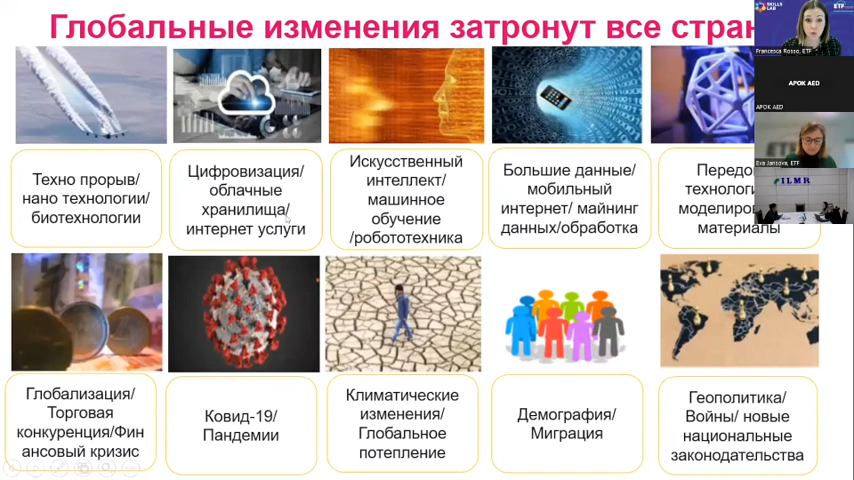 Глобальные изменения затронут все стран
SKILLS
LAB
ETF
Francesca Rosso, ETF
APOK AED
APOK AED
Eva Jansova, ETF
ILMR
Техно прорыв/
нано технологии/
биотехнологии
Цифровизация/
облачные
хранилища/
интернет услуги
Искусственный
интеллект/
машинное
обучение
/робототехника
Большие данные/
мобильный
интернет/ майнинг
данных/обработка
Передо
технологи
моделиро
материалы
Глобализация/
Торговая
конкуренция/Фин
ансовый кризис
Ковид-19/
Пандемии
Климатические
изменения/
Глобальное
потепление
Демография/
Миграция
Геополитика/
Войны/ новые
национальные
законодательства